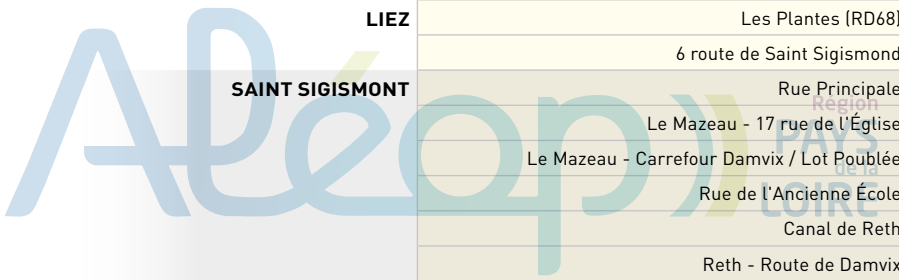 LIEZ Les Plantes (RD68)
6 route de Saint Sigismond
SAINT SIGISMONT Rue Principale
Le Mazeau - 17 rue de l'Église
Le Mazeau - Carrefour Damvix / Lot Poublée
Rue de l'Ancienne École
Canal de Reth
Reth - Route de Damvix
Aléop
Région
PAYS
de la
LOIRE